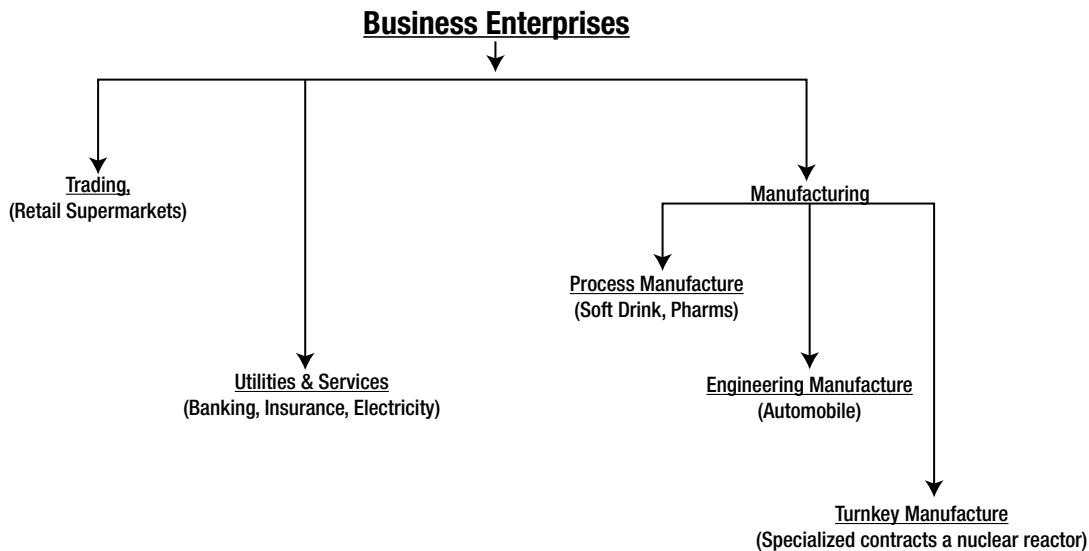 Business Enterprises
Trading,
(Retail Supermarkets)
Manufacturing
Process Manufacture
(Soft Drink, Pharms)
Utilities & Services
(Banking, Insurance, Electricity)
Engineering Manufacture
(Automobile)
Turnkey Manufacture
(Specialized contracts a nuclear reactor)